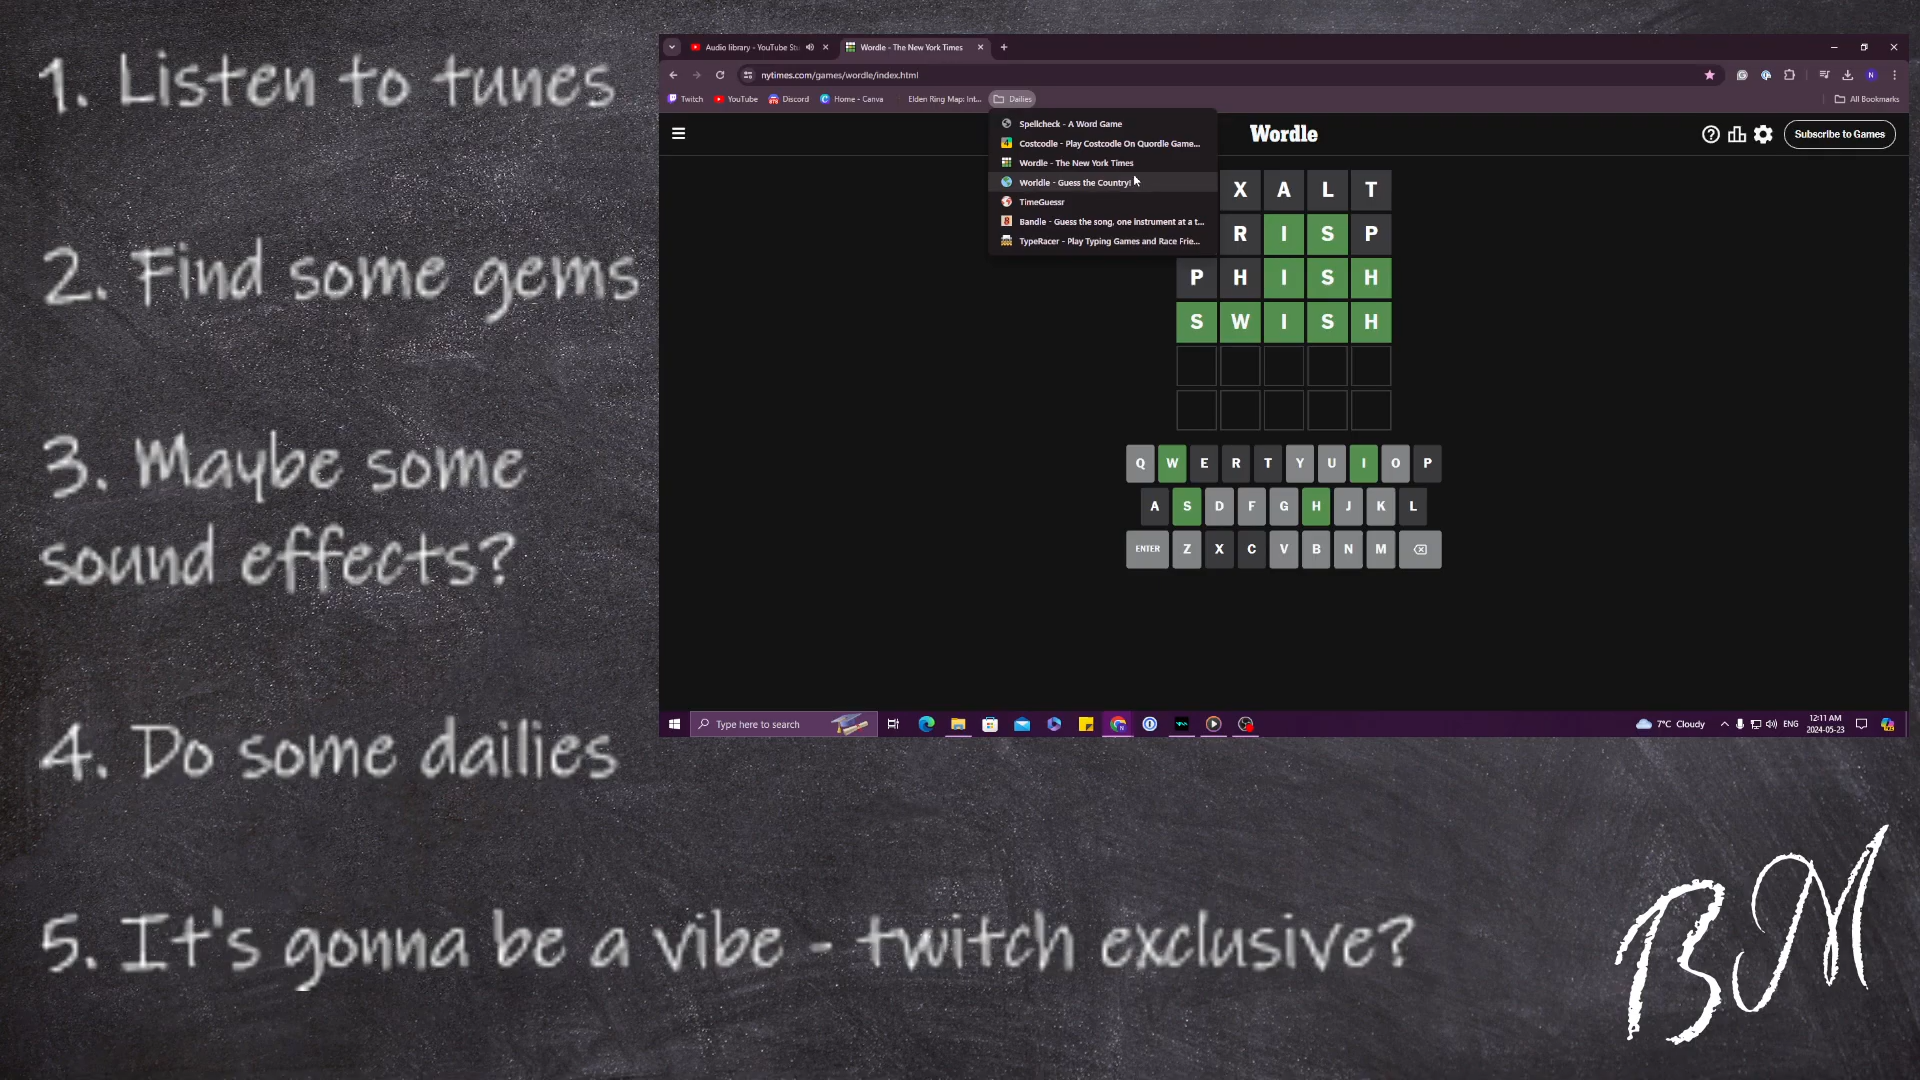 1. Listen to tunes
2. Find some gems
3. Maybe some
sound effects?
4. Do some dailies
5. It's gonna be a vibe - twitch exclusive?
BM
Audio library - YouTube Stu
Wordle - The New York Times
nytimes.com/games/wordle/index.html
Twitch YouTube Discord Home - Canva Elden Ring Map: Int... Dailies All Bookmarks
Spellcheck - A Word Game
Costcodle - Play Costcodle On Quordle Game...
Wordle - The New York Times
Worldle - Guess the Country!
TimeGuessr
Bandle - Guess the song, one instrument at a t...
TypeRacer - Play Typing Games and Race Frie...
Wordle
Subscribe to Games
X A L T
R I S P
P H I S H
S W I S H
Q W E R T Y U I O P
A S D F G H J K L
ENTER Z X C V B N M
Type here to search
7°C Cloudy
ENG
12:11 AM
2024-05-23